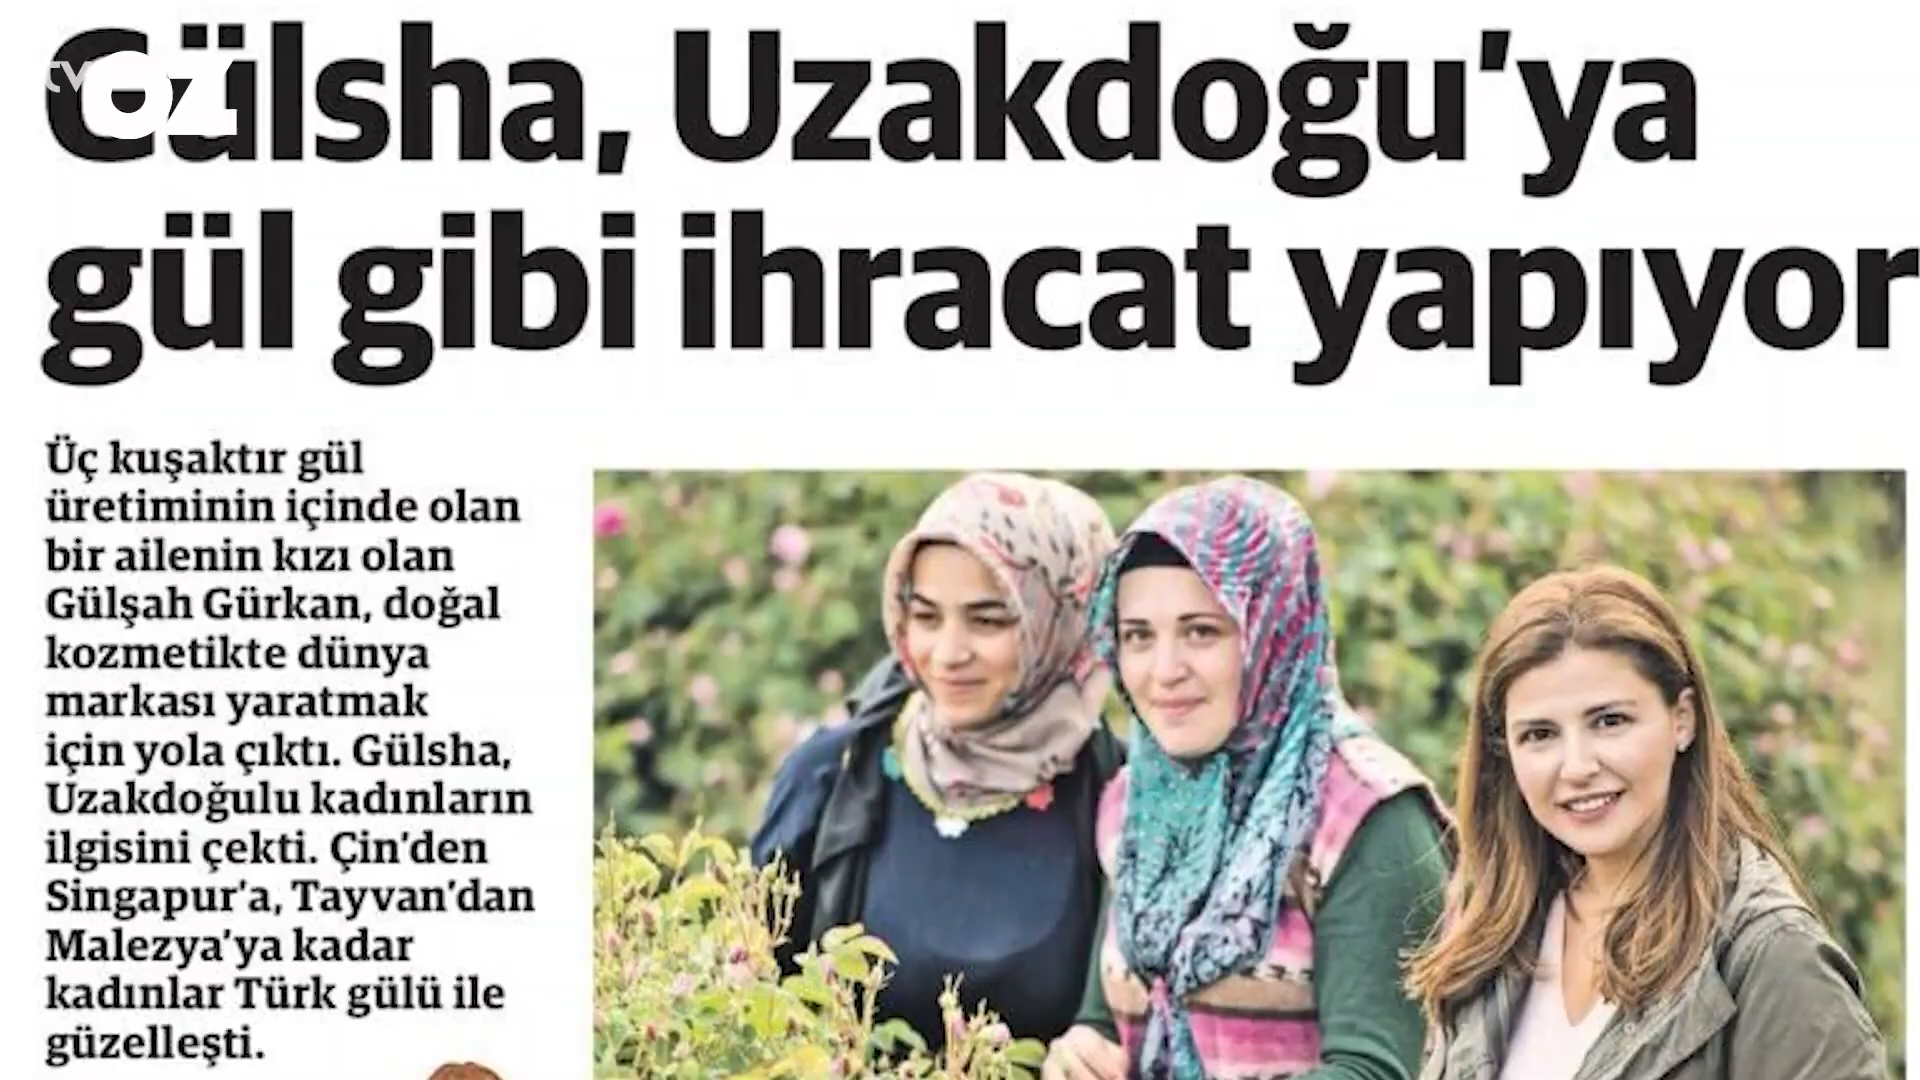 Gülsha, Uzakdoğu'ya
tv
öz
gül gibi ihracat yapıyor
Üç kuşaktır gül
üretiminin içinde olan
bir ailenin kızı olan
Gülşah Gürkan, doğal
kozmetikte dünya
markası yaratmak
için yola çıktı. Gülsha,
Uzakdoğulu kadınların
ilgisini çekti. Çin'den
Singapur'a, Tayvan'dan
Malezya'ya kadar
kadınlar Türk gülü ile
güzelleşti.